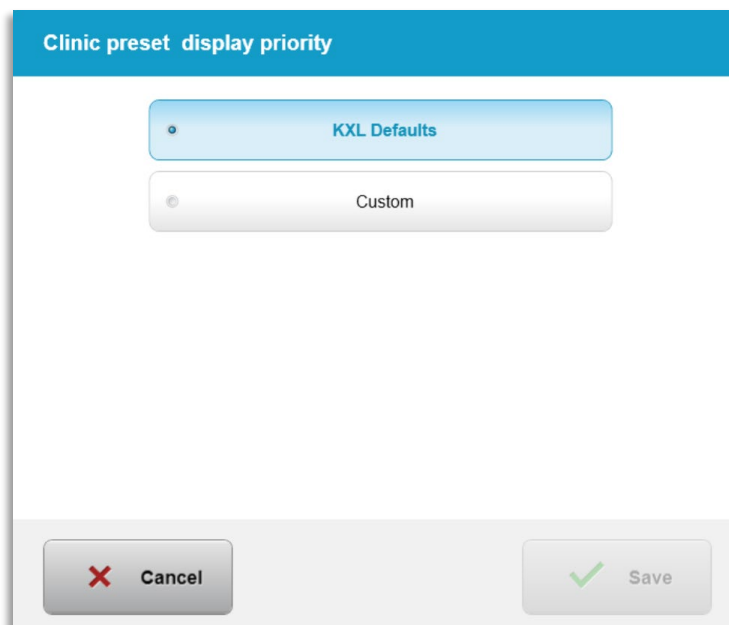 Clinic preset display priority
KXL Defaults
Custom
Cancel
Save